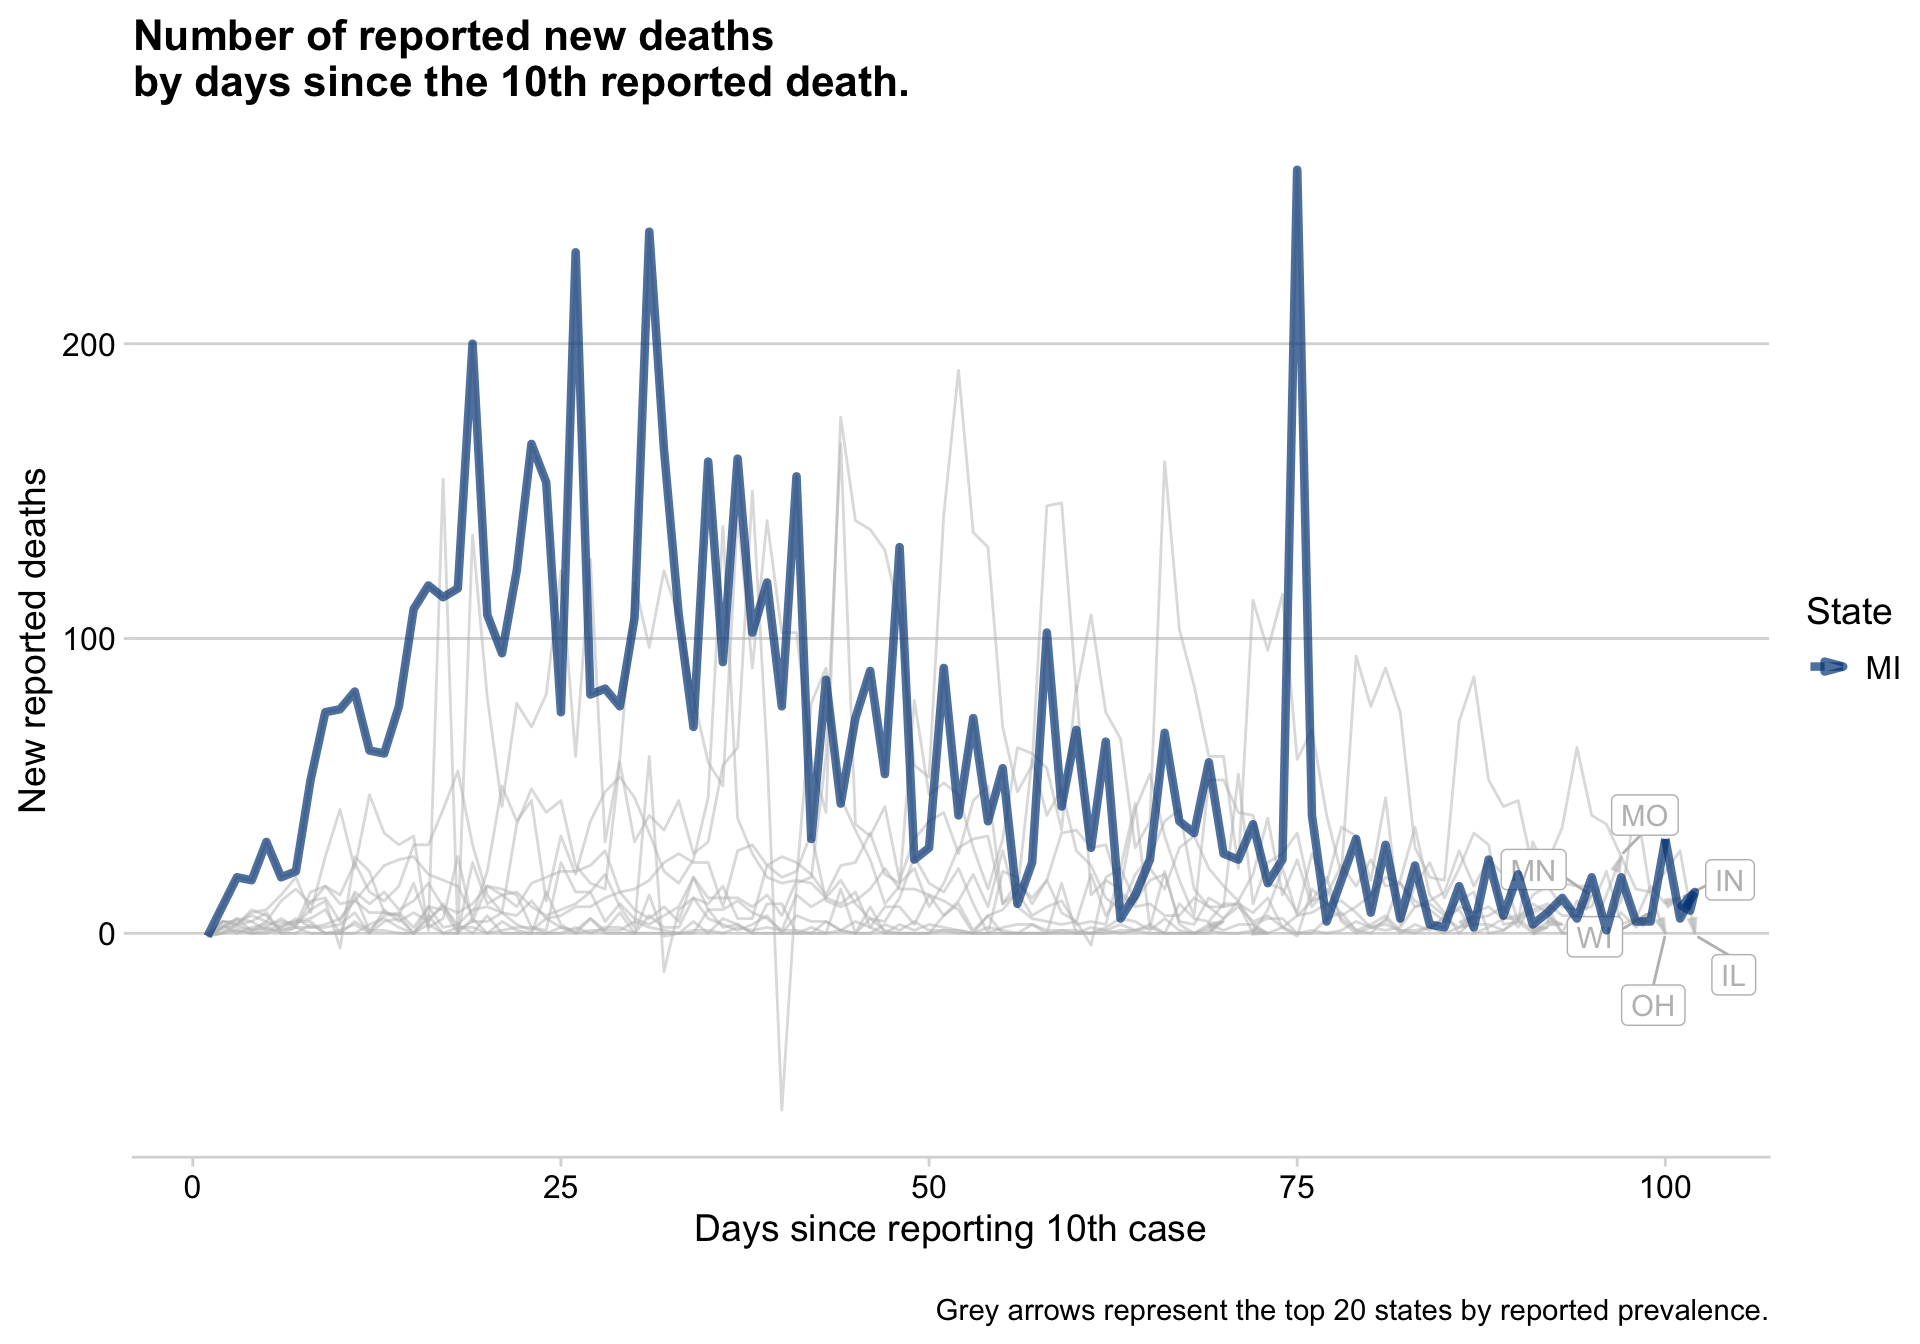 Number of reported new deaths
by days since the 10th reported death.
New reported deaths
200
100
0
MO
MN
IN
WI
IL
OH
State
MI
0
25
50
75
100
Days since reporting 10th case
Grey arrows represent the top 20 states by reported prevalence.